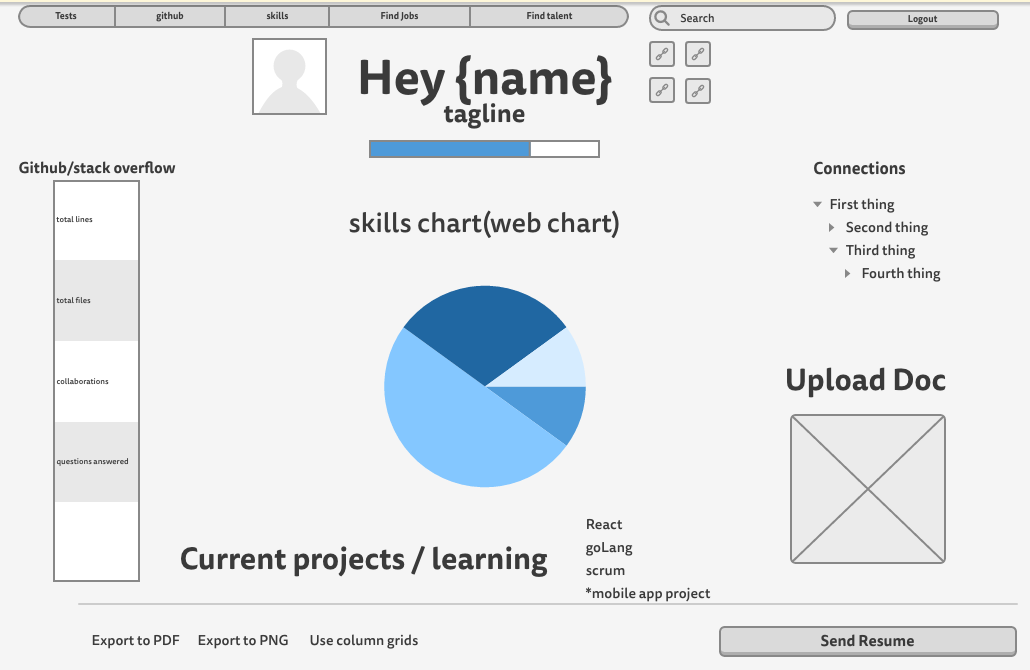 Tests
github
skills
Find Jobs
Find talent
Search
Logout
Hey {name}
tagline
Github/stack overflow
total lines
total files
collaborations
questions answered
skills chart(web chart)
Connections
First thing
Second thing
Third thing
Fourth thing
Upload Doc
Current projects / learning
React
goLang
scrum
*mobile app project
Export to PDF
Export to PNG
Use column grids
Send Resume